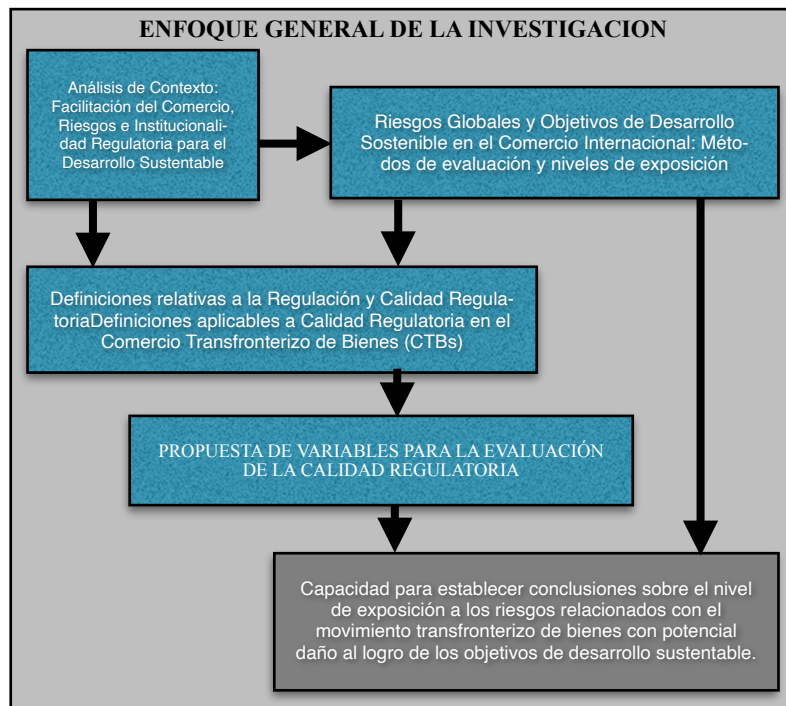 ENFOQUE GENERAL DE LA INVESTIGACION
Análisis de Contexto:
Facilitación del Comercio,
Riesgos e Institucionali-
dad Regulatoria para el
Desarrollo Sustentable
Riesgos Globales y Objetivos de Desarrollo
Sostenible en el Comercio Internacional: Méto-
dos de evaluación y niveles de exposición
Definiciones relativas a la Regulación y Calidad Regula-
toriaDefiniciones aplicables a Calidad Regulatoria en el
Comercio Transfronterizo de Bienes (CTBs)
PROPUESTA DE VARIABLES PARA LA EVALUACIÓN
DE LA CALIDAD REGULATORIA
Capacidad para establecer conclusiones sobre el nivel
de exposición a los riesgos relacionados con el
movimiento transfronterizo de bienes con potencial
daño al logro de los objetivos de desarrollo sustentable.